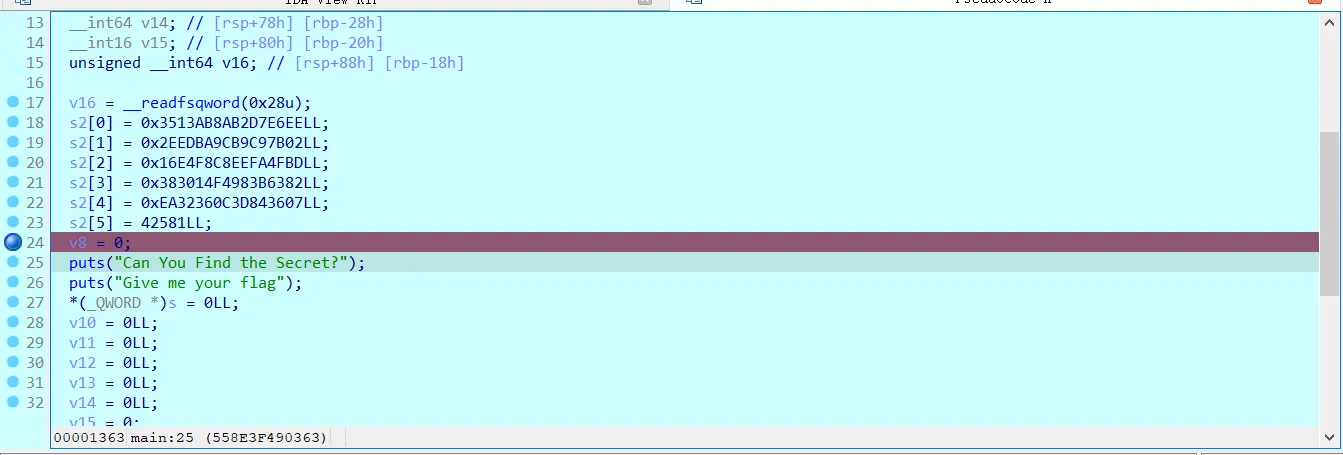 IDA View-RIP
Pseudocode-A
13 __int64 v14; // [rsp+78h] [rbp-28h]
14 __int16 v15; // [rsp+80h] [rbp-20h]
15 unsigned __int64 v16; // [rsp+88h] [rbp-18h]
16
17 v16 = __readfsqword(0x28u);
18 s2[0] = 0x3513AB8AB2D7E6EELL;
19 s2[1] = 0x2EEDBA9CB9C97B02LL;
20 s2[2] = 0x16E4F8C8EEFA4FBDLL;
21 s2[3] = 0x383014F4983B6382LL;
22 s2[4] = 0xEA32360C3D843607LL;
23 s2[5] = 42581LL;
24 v8 = 0;
25 puts("Can You Find the Secret?");
26 puts("Give me your flag");
27 *(_QWORD *)s = 0LL;
28 v10 = 0LL;
29 v11 = 0LL;
30 v12 = 0LL;
31 v13 = 0LL;
32 v14 = 0LL;
v15 = 0;
00001363 main:25 (558E3F490363)